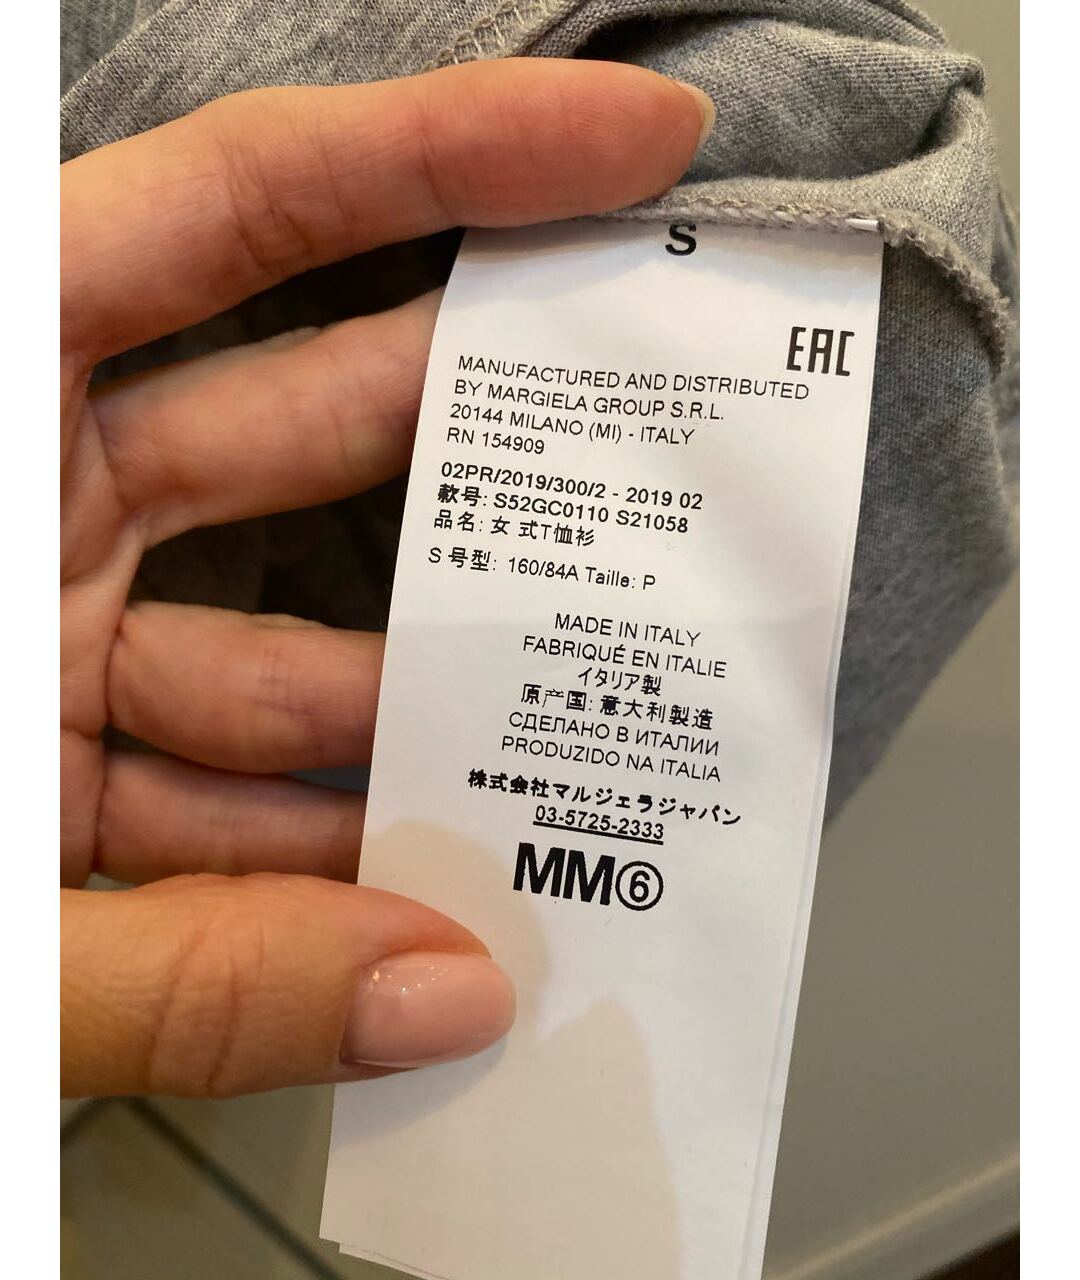 S
EAC
MANUFACTURED AND DISTRIBUTED
BY MARGIELA GROUP S.R.L.
20144 MILANO (MI) - ITALY
RN 154909
02PR/2019/300/2 - 2019 02
款号: S52GC0110 S21058
品名: 女 式T恤衫
S 号型: 160/84A Taille: P
MADE IN ITALY
FABRIQUÉ EN ITALIE
イタリア製
原产国: 意大利製造
СДЕЛАНО В ИТАЛИИ
PRODUZIDO NA ITALIA
株式会社マルジェラジャパン
03-5725-2333
MM⑥